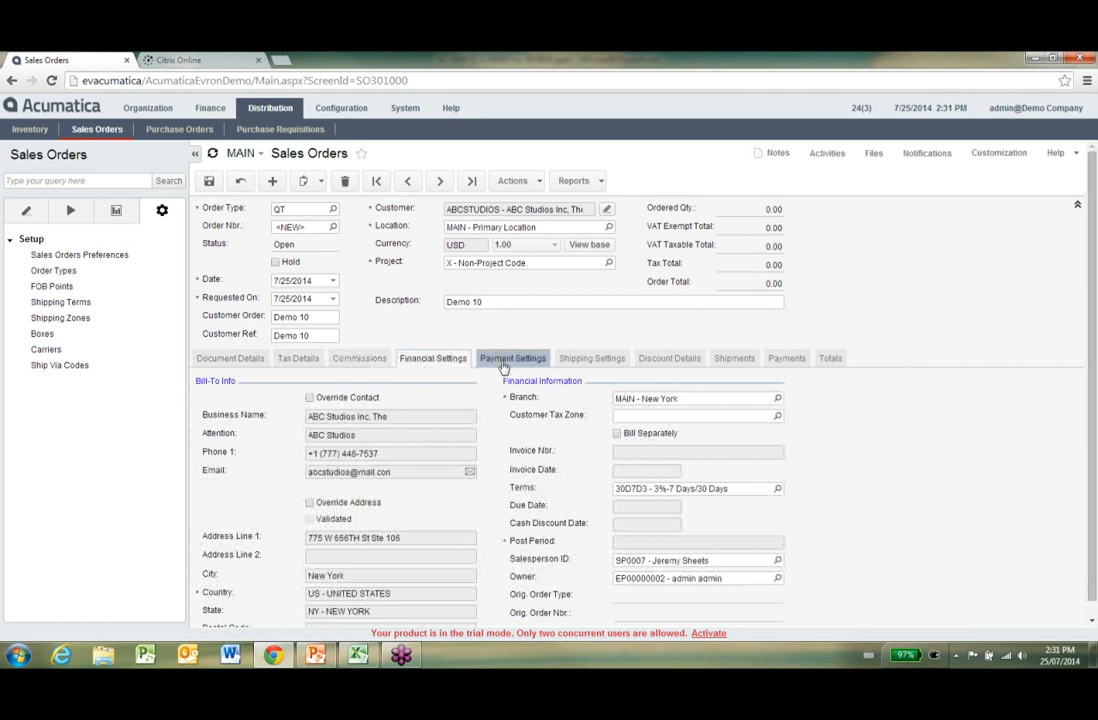 Sales Orders
Citrix Online
evacumatica/AcumaticaEvronDemo/Main.aspx?ScreenId=SO301000
Acumatica
Organization Finance Distribution Configuration System Help
24(3) 7/25/2014 2:31 PM admin@Demo Company
Inventory Sales Orders Purchase Orders Purchase Requisitions
Sales Orders
MAIN Sales Orders
Notes Activities Files Notifications Customization Help
Type your query here Search
Actions Reports
Setup
Sales Orders Preferences
Order Types
FOB Points
Shipping Terms
Shipping Zones
Boxes
Carriers
Ship Via Codes
* Order Type: QT
Order Nbr.: <NEW>
Status: Open
Hold
* Date: 7/25/2014
* Requested On: 7/25/2014
Customer Order: Demo 10
Customer Ref: Demo 10
* Customer: ABCSTUDIOS - ABC Studios Inc, The
* Location: MAIN - Primary Location
Currency: USD 1.00 View base
* Project: X - Non-Project Code.
Description: Demo 10
Ordered Qty.: 0.00
VAT Exempt Total: 0.00
VAT Taxable Total: 0.00
Tax Total: 0.00
Order Total: 0.00
Document Details Tax Details Commissions Financial Settings Payment Settings Shipping Settings Discount Details Shipments Payments Totals
Bill-To Info
Override Contact
Business Name: ABC Studios Inc, The
Attention: ABC Studios
Phone 1: +1 (777) 446-7537
Email: abcstudios@mail.con
Override Address
Validated
Address Line 1: 775 W 656TH St Ste 106
Address Line 2:
City: New York
* Country: US - UNITED STATES
State: NY - NEW YORK
Financial Information
* Branch: MAIN - New York
Customer Tax Zone:
Bill Separately
Invoice Nbr.:
Invoice Date:
Terms: 30D7D3 - 3%-7 Days/30 Days
Due Date:
Cash Discount Date:
* Post Period:
Salesperson ID: SP0007 - Jeremy Sheets
Owner: EP00000002 - admin admin
Orig. Order Type:
Orig. Order Nbr.:
Your product is in the trial mode. Only two concurrent users are allowed. Activate
97%
2:31 PM
25/07/2014